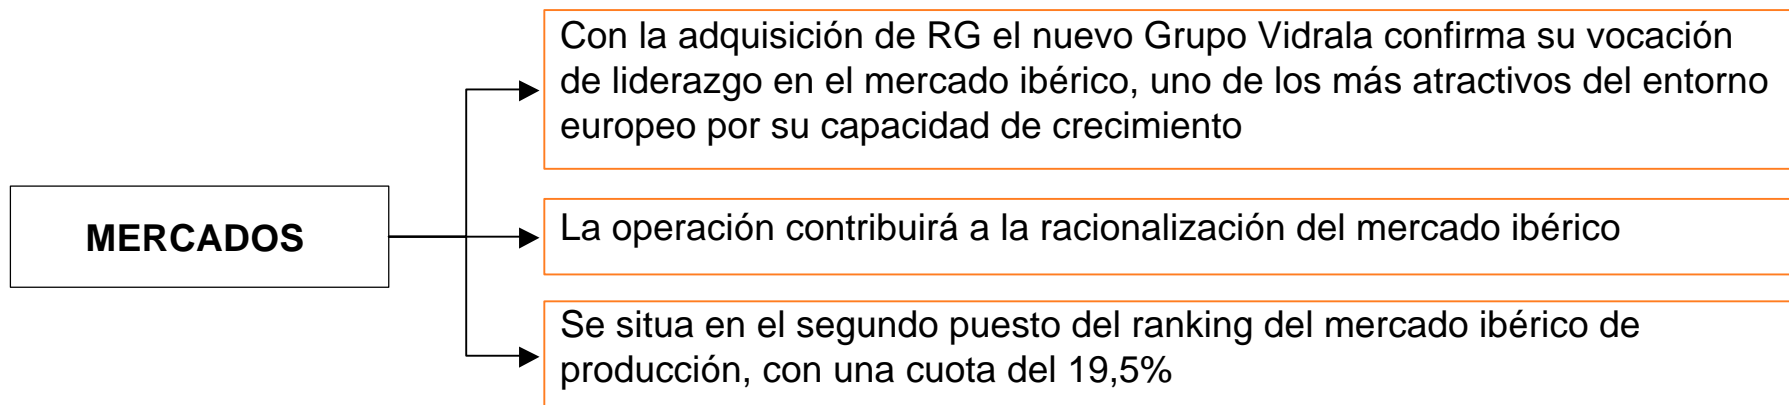 Con la adquisición de RG el nuevo Grupo Vidrala confirma su vocación
de liderazgo en el mercado ibérico, uno de los más atractivos del entorno
europeo por su capacidad de crecimiento
MERCADOS
La operación contribuirá a la racionalización del mercado ibérico
Se situa en el segundo puesto del ranking del mercado ibérico de
producción, con una cuota del 19,5%